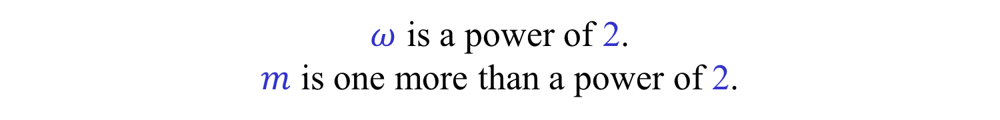 ω is a power of 2.
m is one more than a power of 2.